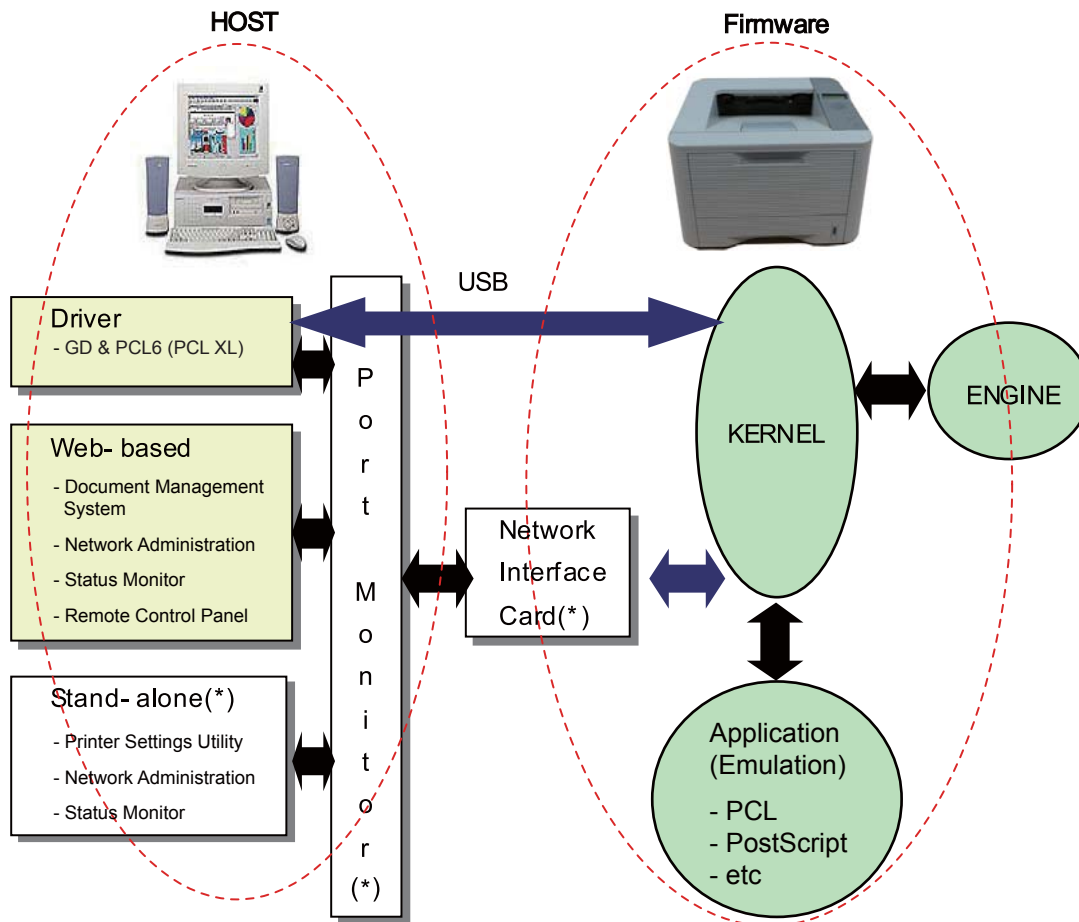 HOST
Firmware
USB
Driver
- GD & PCL6 (PCL XL)
Web- based
- Document Management
System
- Network Administration
- Status Monitor
- Remote Control Panel
Stand- alone(*)
- Printer Settings Utility
- Network Administration
- Status Monitor
Port Monitor(*)
Network
Interface
Card(*)
KERNEL
ENGINE
Application
(Emulation)
- PCL
- PostScript
- etc